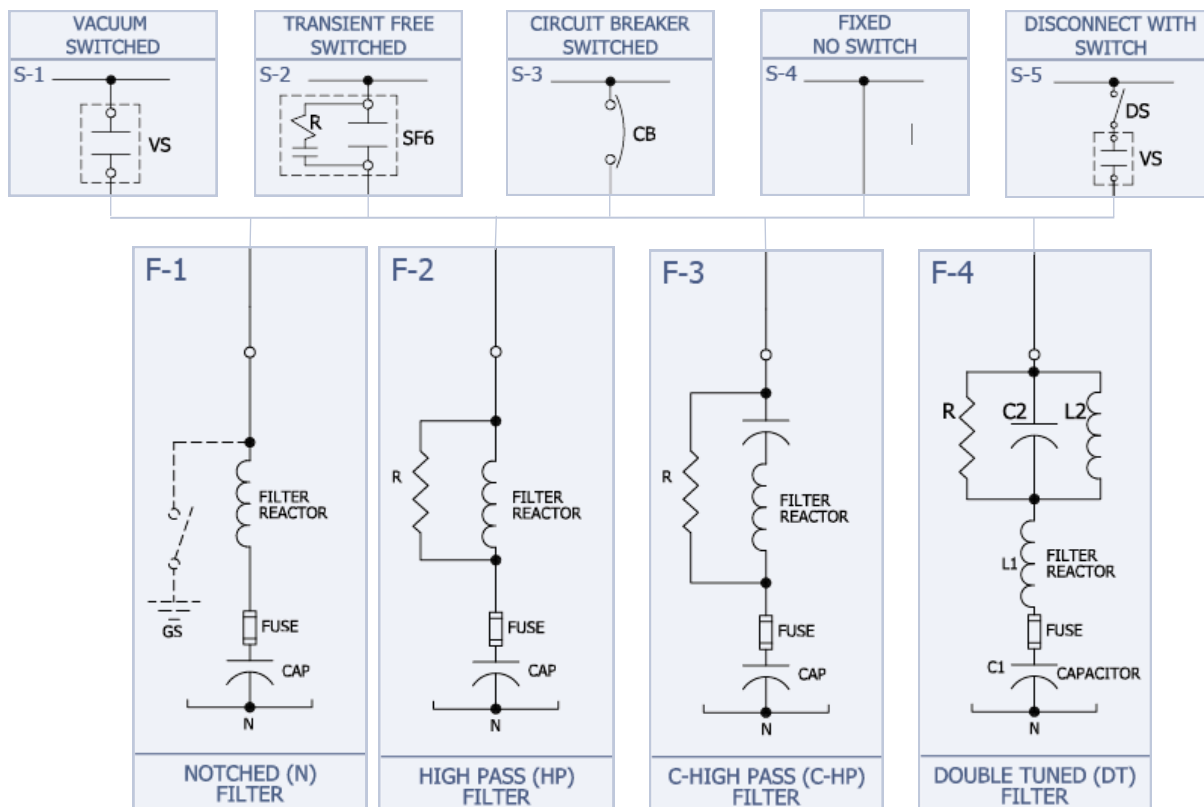 VACUUM
SWITCHED
TRANSIENT FREE
SWITCHED
CIRCUIT BREAKER
SWITCHED
FIXED
NO SWITCH
DISCONNECT WITH
SWITCH
S-1
VS
S-2
R
SF6
S-3
CB
S-4
S-5
DS
VS
F-1
FILTER
REACTOR
GS
FUSE
CAP
N
NOTCHED (N)
FILTER
F-2
R
FILTER
REACTOR
FUSE
CAP
N
HIGH PASS (HP)
FILTER
F-3
R
FILTER
REACTOR
FUSE
CAP
N
C-HIGH PASS (C-HP)
FILTER
F-4
R
C2
L2
L1
FILTER
REACTOR
FUSE
C1
CAPACITOR
N
DOUBLE TUNED (DT)
FILTER